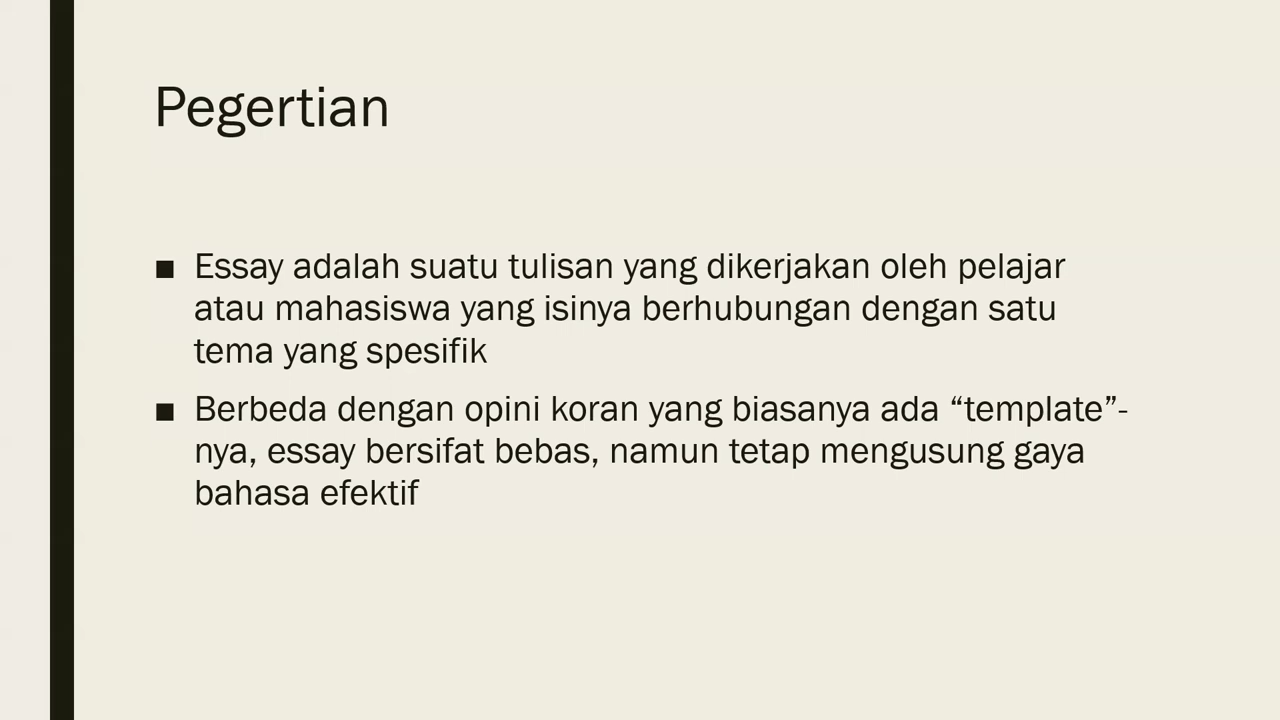 Pegertian
■ Essay adalah suatu tulisan yang dikerjakan oleh pelajar
atau mahasiswa yang isinya berhubungan dengan satu
tema yang spesifik
■ Berbeda dengan opini koran yang biasanya ada “template”-
nya, essay bersifat bebas, namun tetap mengusung gaya
bahasa efektif